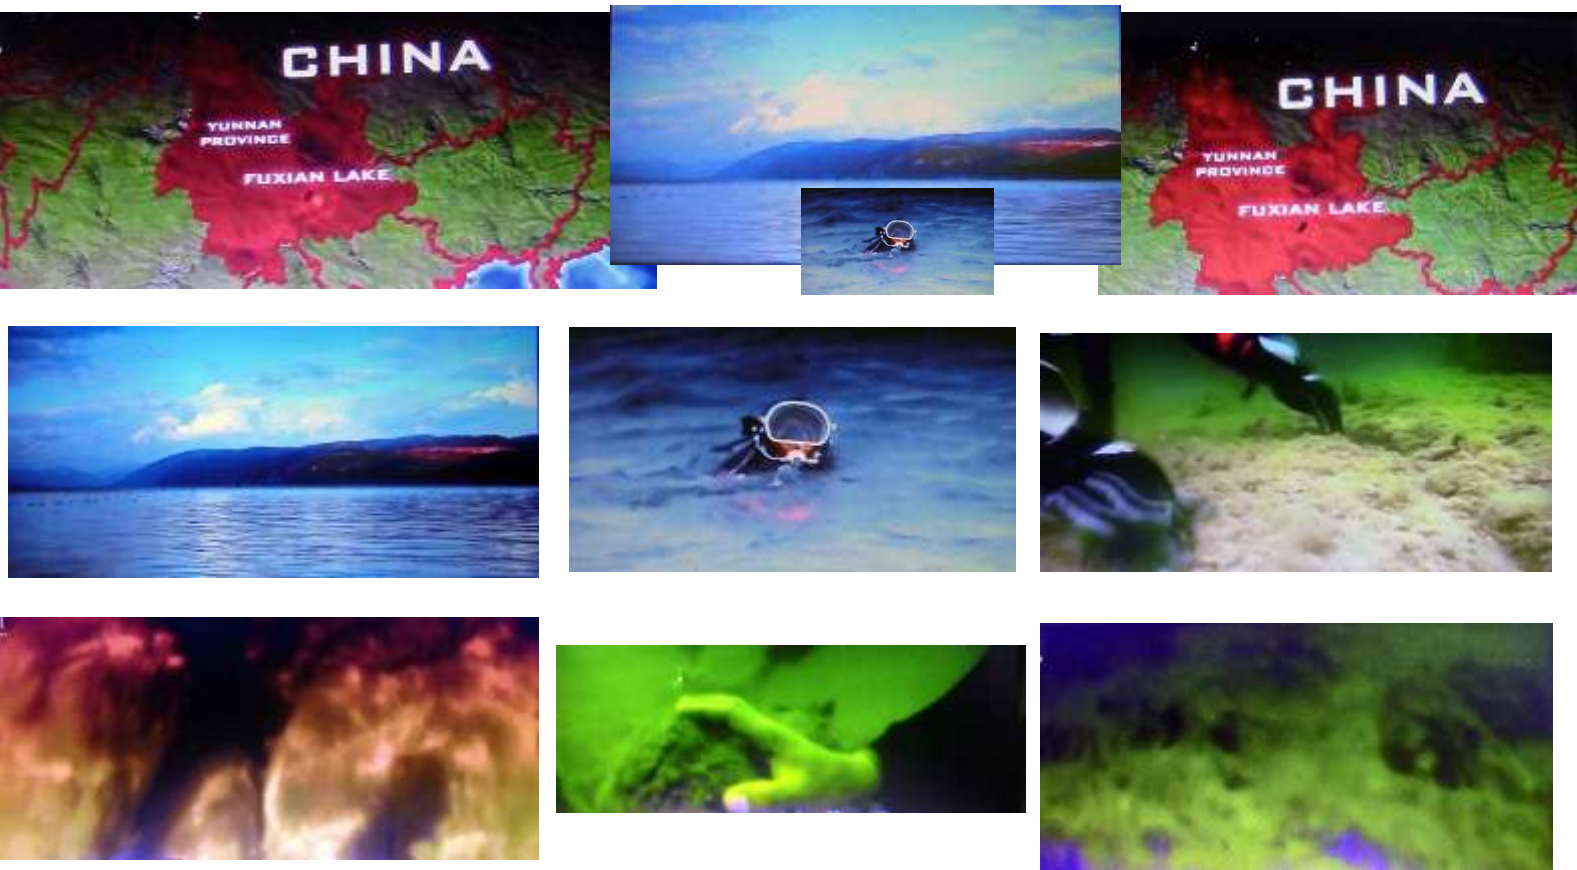 CHINA
YUNNAN
PROVINCE
FUXIAN LAKE
CHINA
YUNNAN
PROVINCE
FUXIAN LAKE